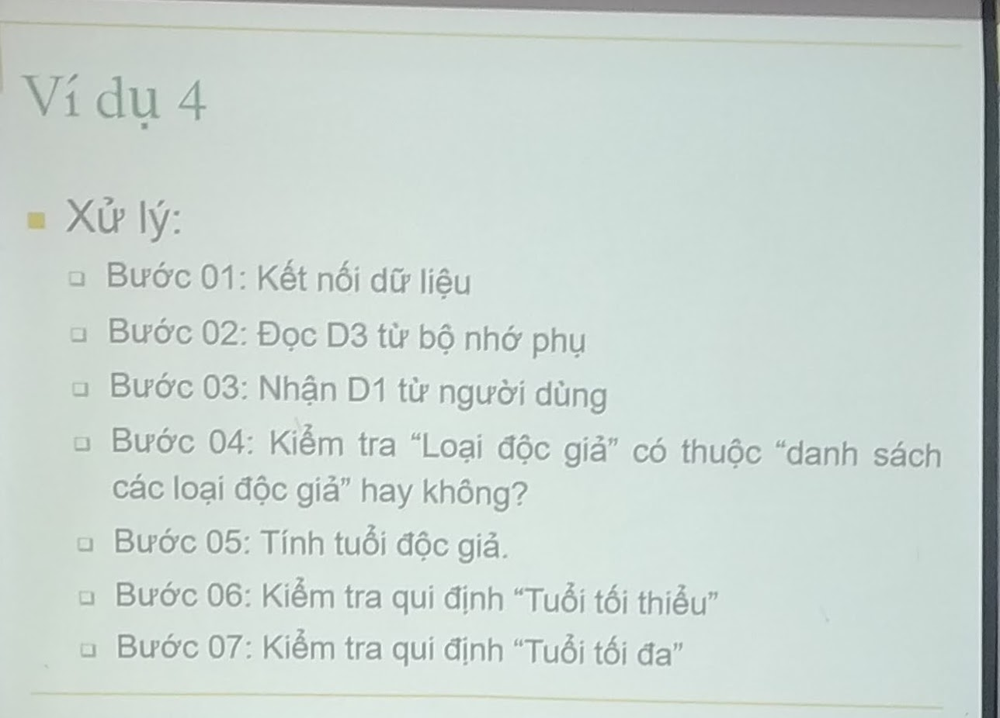 Ví dụ 4
Xử lý:
Bước 01: Kết nối dữ liệu
Bước 02: Đọc D3 từ bộ nhớ phụ
Bước 03: Nhận D1 từ người dùng
Bước 04: Kiểm tra “Loại độc giả” có thuộc “danh sách
các loại độc giả” hay không?
Bước 05: Tính tuổi độc giả.
Bước 06: Kiểm tra qui định “Tuổi tối thiểu”
Bước 07: Kiểm tra qui định “Tuổi tối đa”